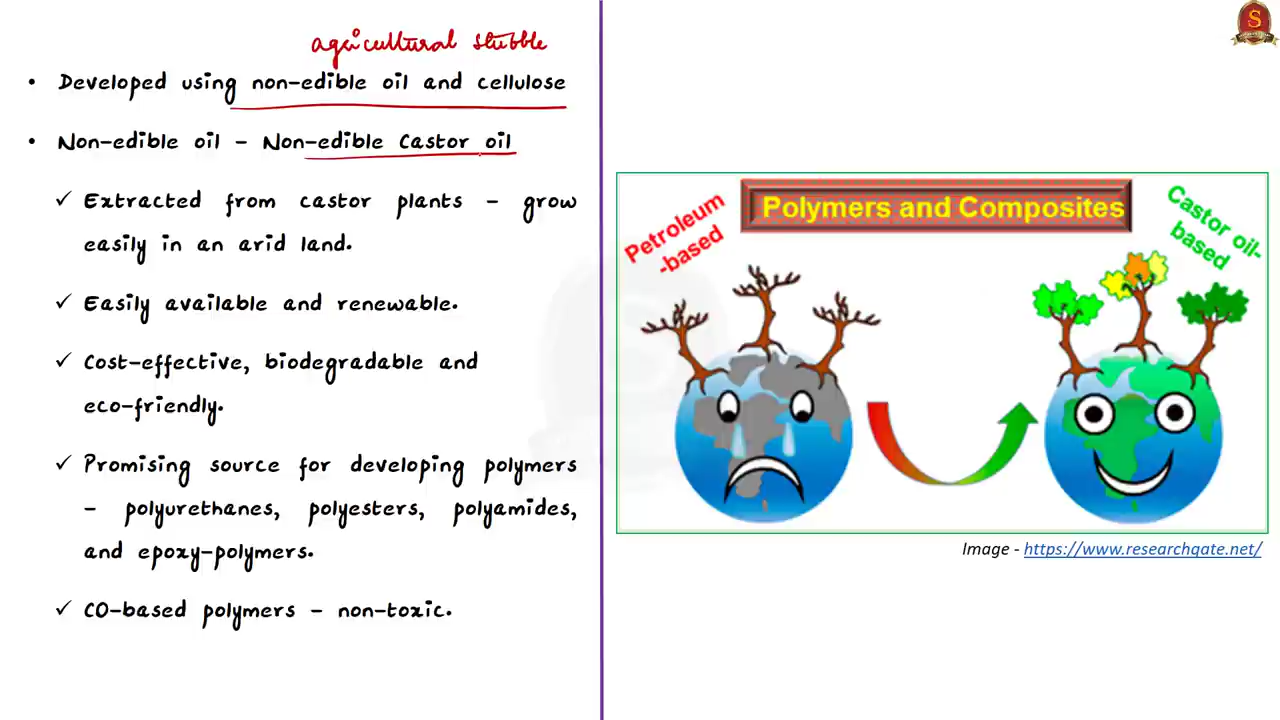 agricultural stubble
• Developed using non-edible oil and cellulose
• Non-edible oil – Non-edible Castor oil
✓ Extracted from castor plants – grow
easily in an arid land.
✓ Easily available and renewable.
✓ Cost-effective, biodegradable and
eco-friendly.
✓ Promising source for developing polymers
– polyurethanes, polyesters, polyamides,
and epoxy-polymers.
✓ CO-based polymers – non-toxic.
S
Polymers and Composites
Petroleum
-based
Castor oil-
based
Image - https://www.researchgate.net/